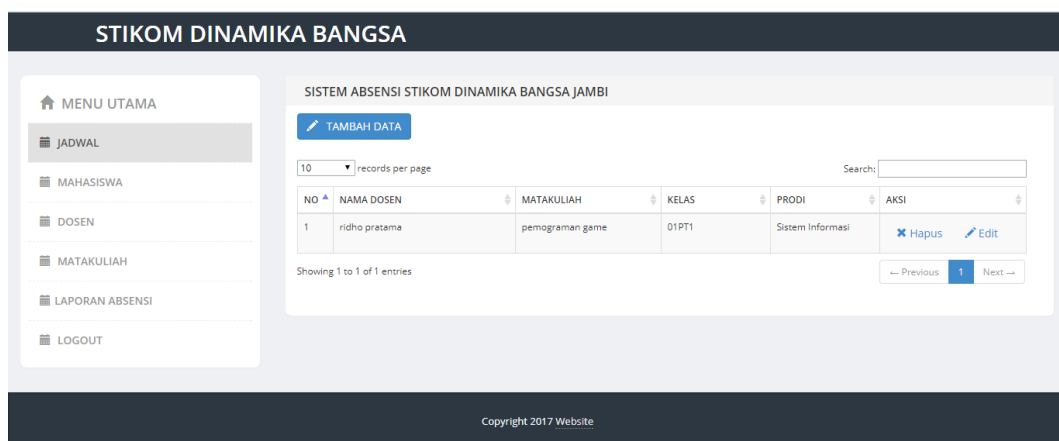 STIKOM DINAMIKA BANGSA
MENU UTAMA
JADWAL
MAHASISWA
DOSEN
MATAKULIAH
LAPORAN ABSENSI
LOGOUT
SISTEM ABSENSI STIKOM DINAMIKA BANGSA JAMBI
TAMBAH DATA
10 records per page Search:
NO NAMA DOSEN MATAKULIAH KELAS PRODI AKSI
1 ridho pratama pemograman game 01PT1 Sistem Informasi Hapus Edit
Showing 1 to 1 of 1 entries ← Previous 1 Next →
Copyright 2017 Website